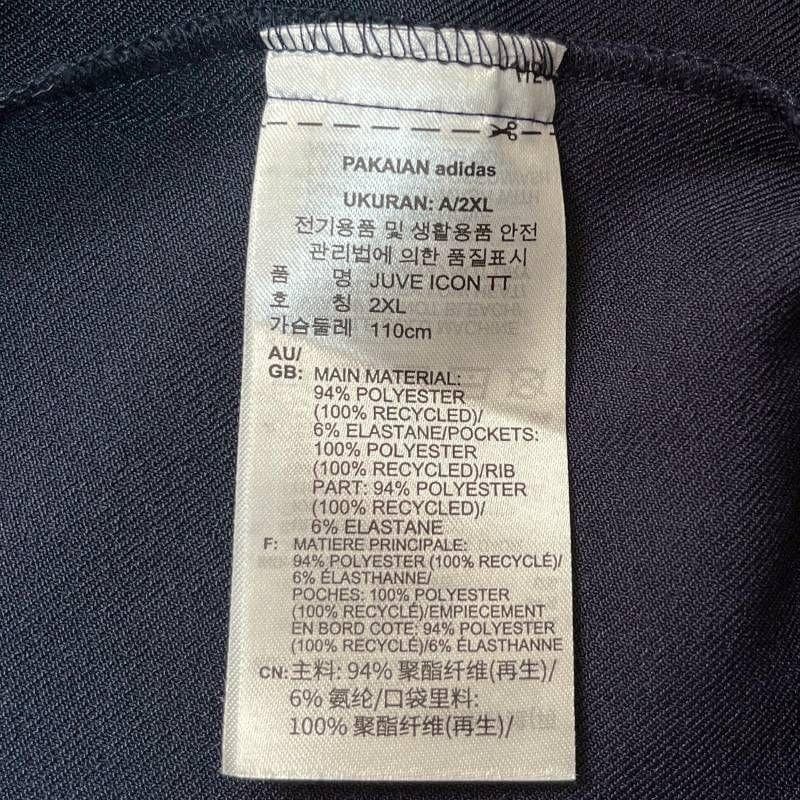 PAKAIAN adidas
UKURAN: A/2XL
전기용품 및 생활용품 안전
관리법에 의한 품질표시
품 명 JUVE ICON TT
호 칭 2XL
가슴둘레 110cm
AU/
GB: MAIN MATERIAL:
94% POLYESTER
(100% RECYCLED)/
6% ELASTANE/POCKETS:
100% POLYESTER
(100% RECYCLED)/RIB
PART: 94% POLYESTER
(100% RECYCLED)/
6% ELASTANE
F: MATIERE PRINCIPALE:
94% POLYESTER (100% RECYCLÉ)/
6% ÉLASTHANNE/
POCHES: 100% POLYESTER
(100% RECYCLÉ)/EMPIECEMENT
EN BORD COTE: 94% POLYESTER
(100% RECYCLÉ)/6% ÉLASTHANNE
CN: 主料: 94% 聚酯纤维(再生)/
6% 氨纶/口袋里料:
100% 聚酯纤维(再生)/